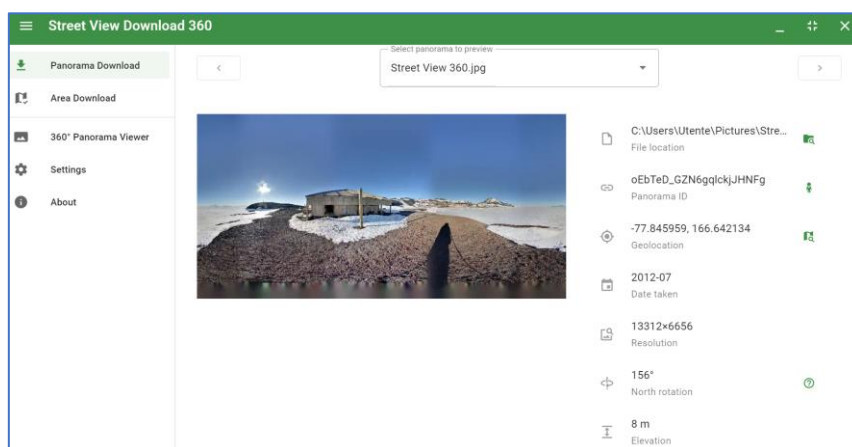 Street View Download 360
Panorama Download
Area Download
360° Panorama Viewer
Settings
About
Select panorama to preview
Street View 360.jpg
C:\Users\Utente\Pictures\Stre...
File location
oEbTeD_GZN6gqlckjJHNFg
Panorama ID
-77.845959, 166.642134
Geolocation
2012-07
Date taken
13312×6656
Resolution
156°
North rotation
8 m
Elevation